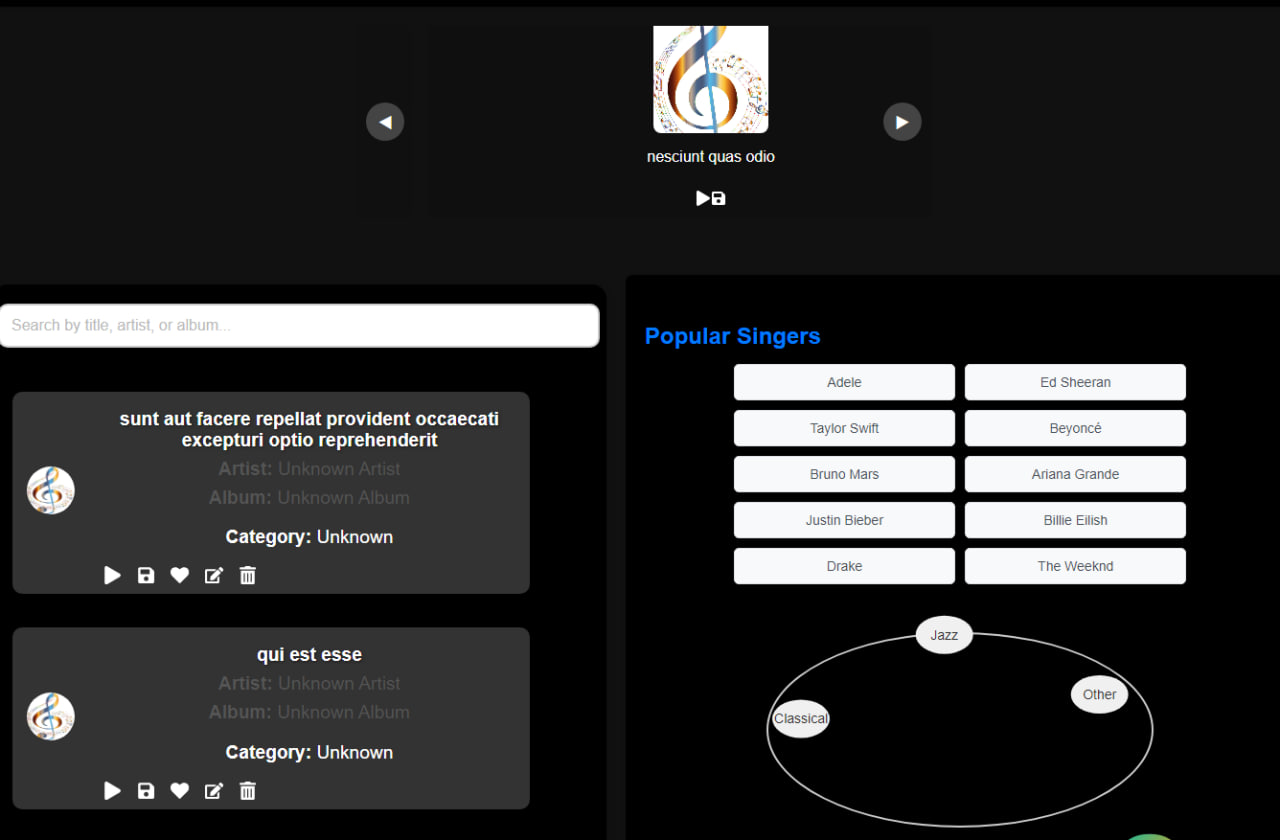 nesciunt quas odio
Search by title, artist, or album...
sunt aut facere repellat provident occaecati
excepturi optio reprehenderit
Artist: Unknown Artist
Album: Unknown Album
Category: Unknown
qui est esse
Artist: Unknown Artist
Album: Unknown Album
Category: Unknown
Popular Singers
Adele
Ed Sheeran
Taylor Swift
Beyoncé
Bruno Mars
Ariana Grande
Justin Bieber
Billie Eilish
Drake
The Weeknd
Jazz
Other
Classical